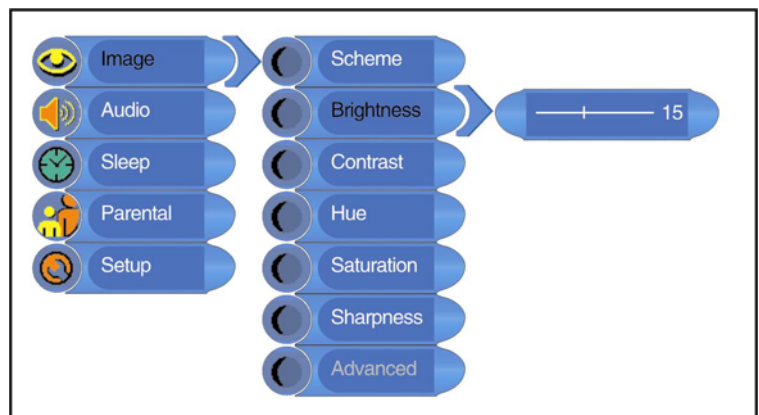 Image
Audio
Sleep
Parental
Setup
Scheme
Brightness
Contrast
Hue
Saturation
Sharpness
Advanced
15